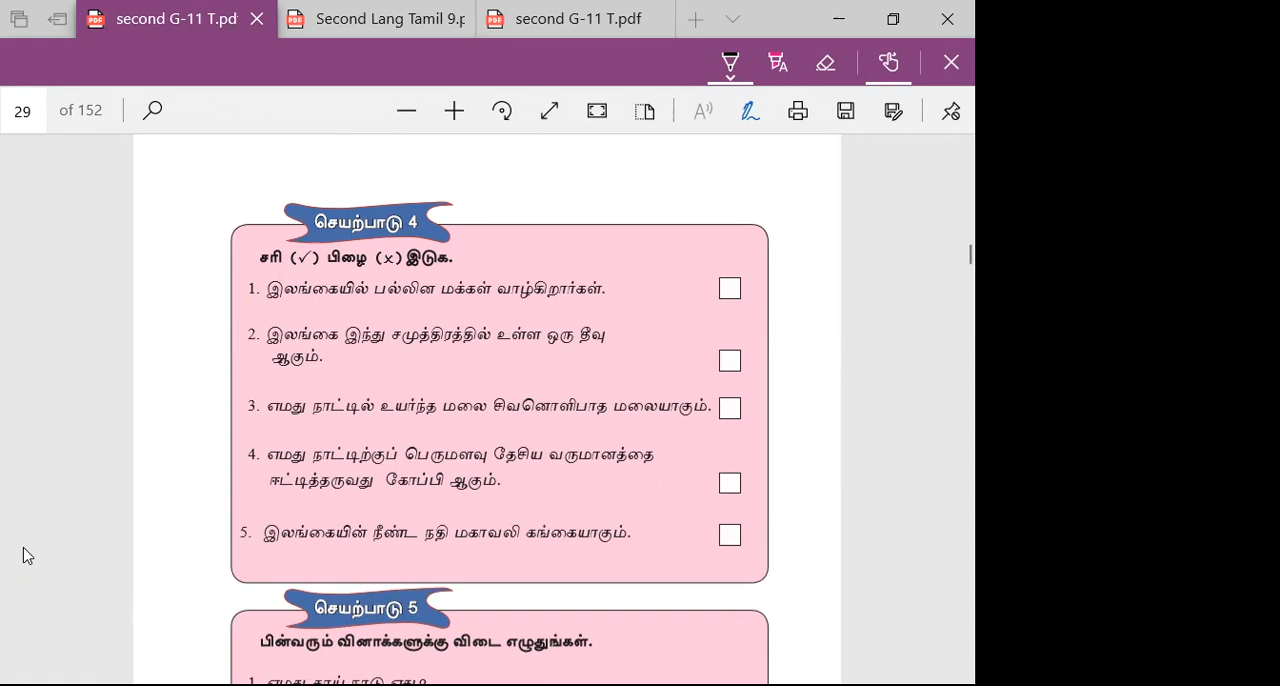 second G-11 T.pd
Second Lang Tamil 9.p
second G-11 T.pdf
29 of 152
செயற்பாடு 4
சரி (✓) பிழை (x) இடுக.
1. இலங்கையில் பல்லின மக்கள் வாழ்கிறார்கள்.
2. இலங்கை இந்து சமுத்திரத்தில் உள்ள ஒரு தீவு
ஆகும்.
3. எமது நாட்டில் உயர்ந்த மலை சிவனொளிபாத மலையாகும்.
4. எமது நாட்டிற்குப் பெருமளவு தேசிய வருமானத்தை
ஈட்டித்தருவது கோப்பி ஆகும்.
5. இலங்கையின் நீண்ட நதி மகாவலி கங்கையாகும்.
செயற்பாடு 5
பின்வரும் வினாக்களுக்கு விடை எழுதுங்கள்.
1. எமது தாய் நாடு எது